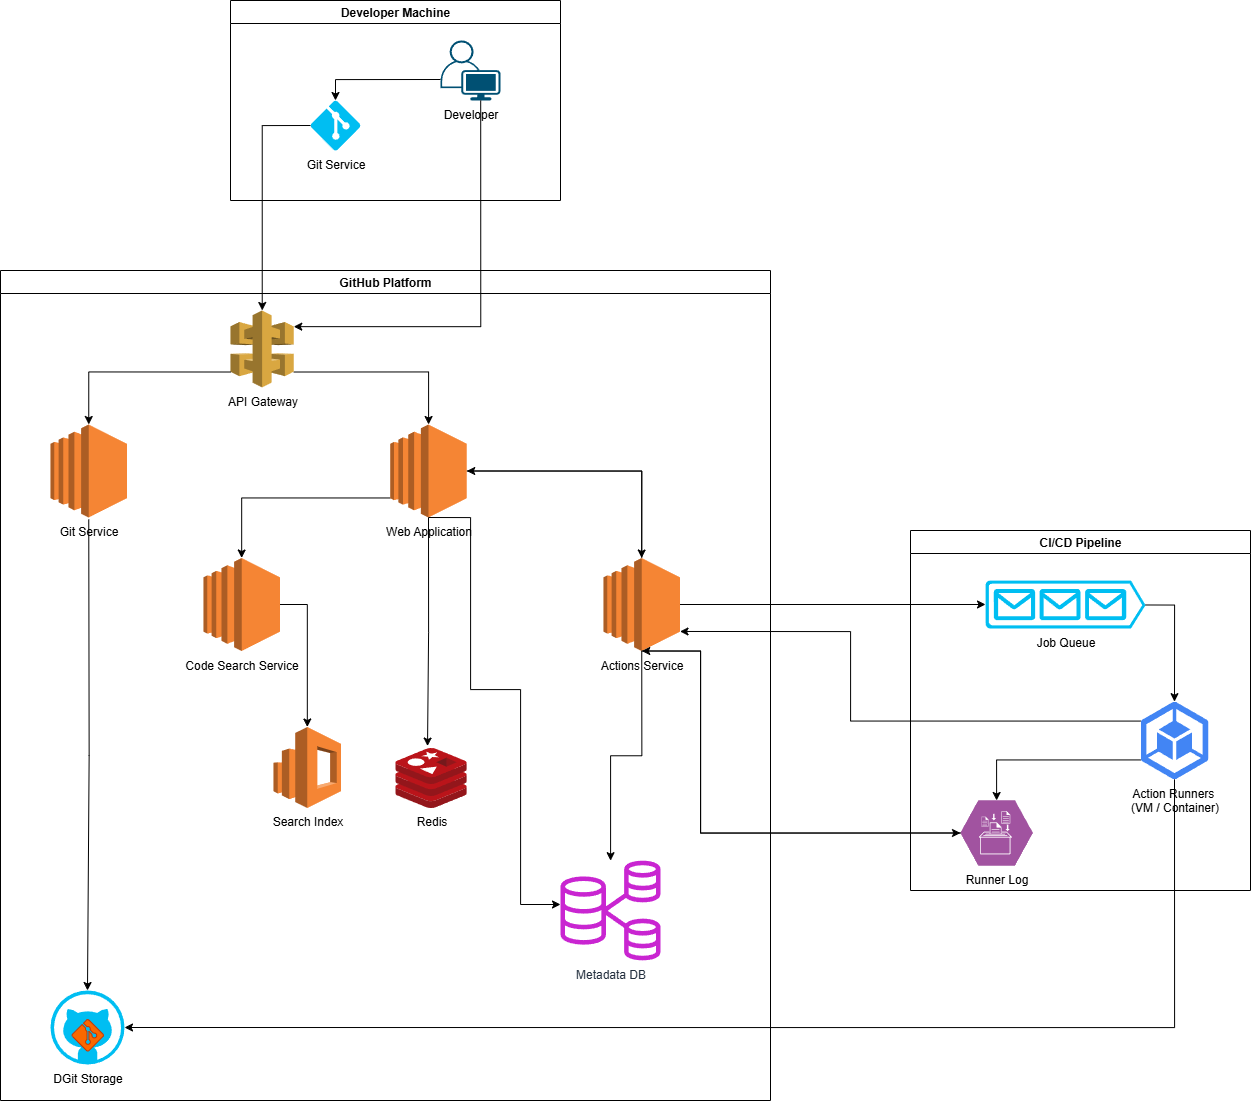 Developer Machine
Developer
Git Service
GitHub Platform
API Gateway
Git Service
Web Application
CI/CD Pipeline
Job Queue
Code Search Service
Actions Service
Action Runners
(VM / Container)
Search Index
Redis
Runner Log
Metadata DB
DGit Storage